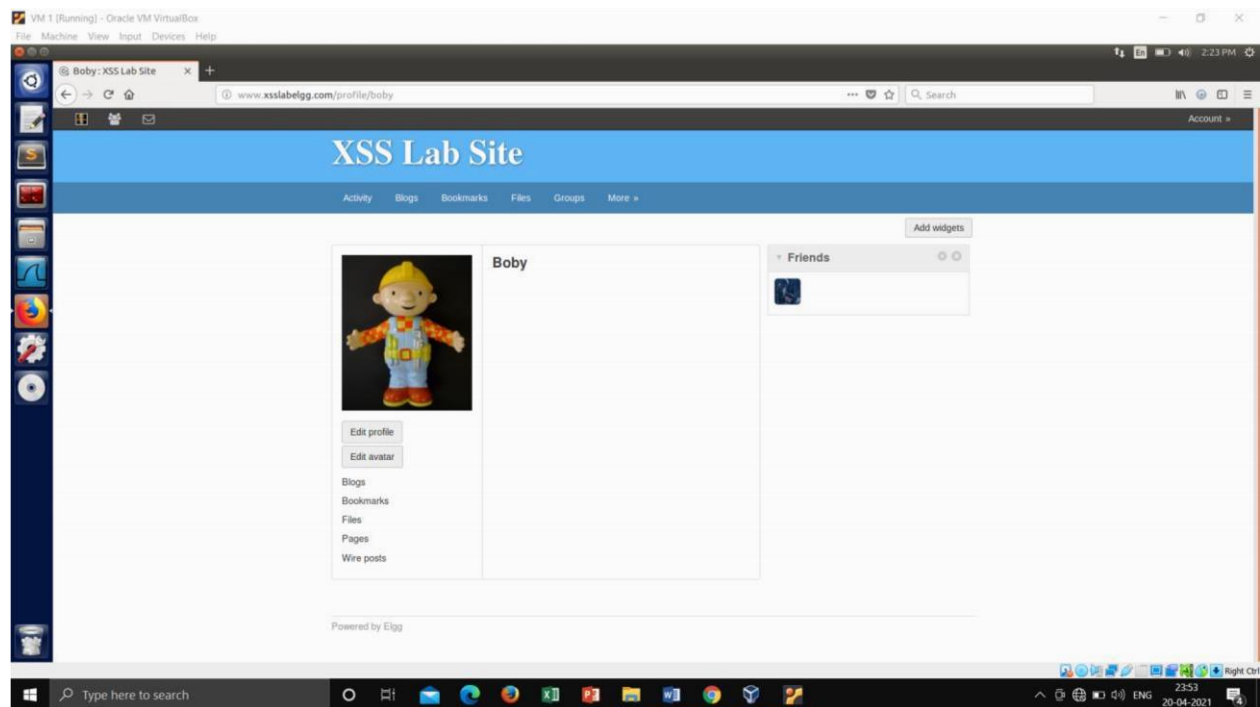 VM 1 [Running] - Oracle VM VirtualBox
File Machine View Input Devices Help
En 2:23 PM
Boby : XSS Lab Site × +
www.xsslabelgg.com/profile/boby
Search
Account »
XSS Lab Site
Activity Blogs Bookmarks Files Groups More »
Add widgets
Boby
Friends
Edit profile
Edit avatar
Blogs
Bookmarks
Files
Pages
Wire posts
Powered by Elgg
Right Ctrl
Type here to search
ENG
23:53
20-04-2021
4